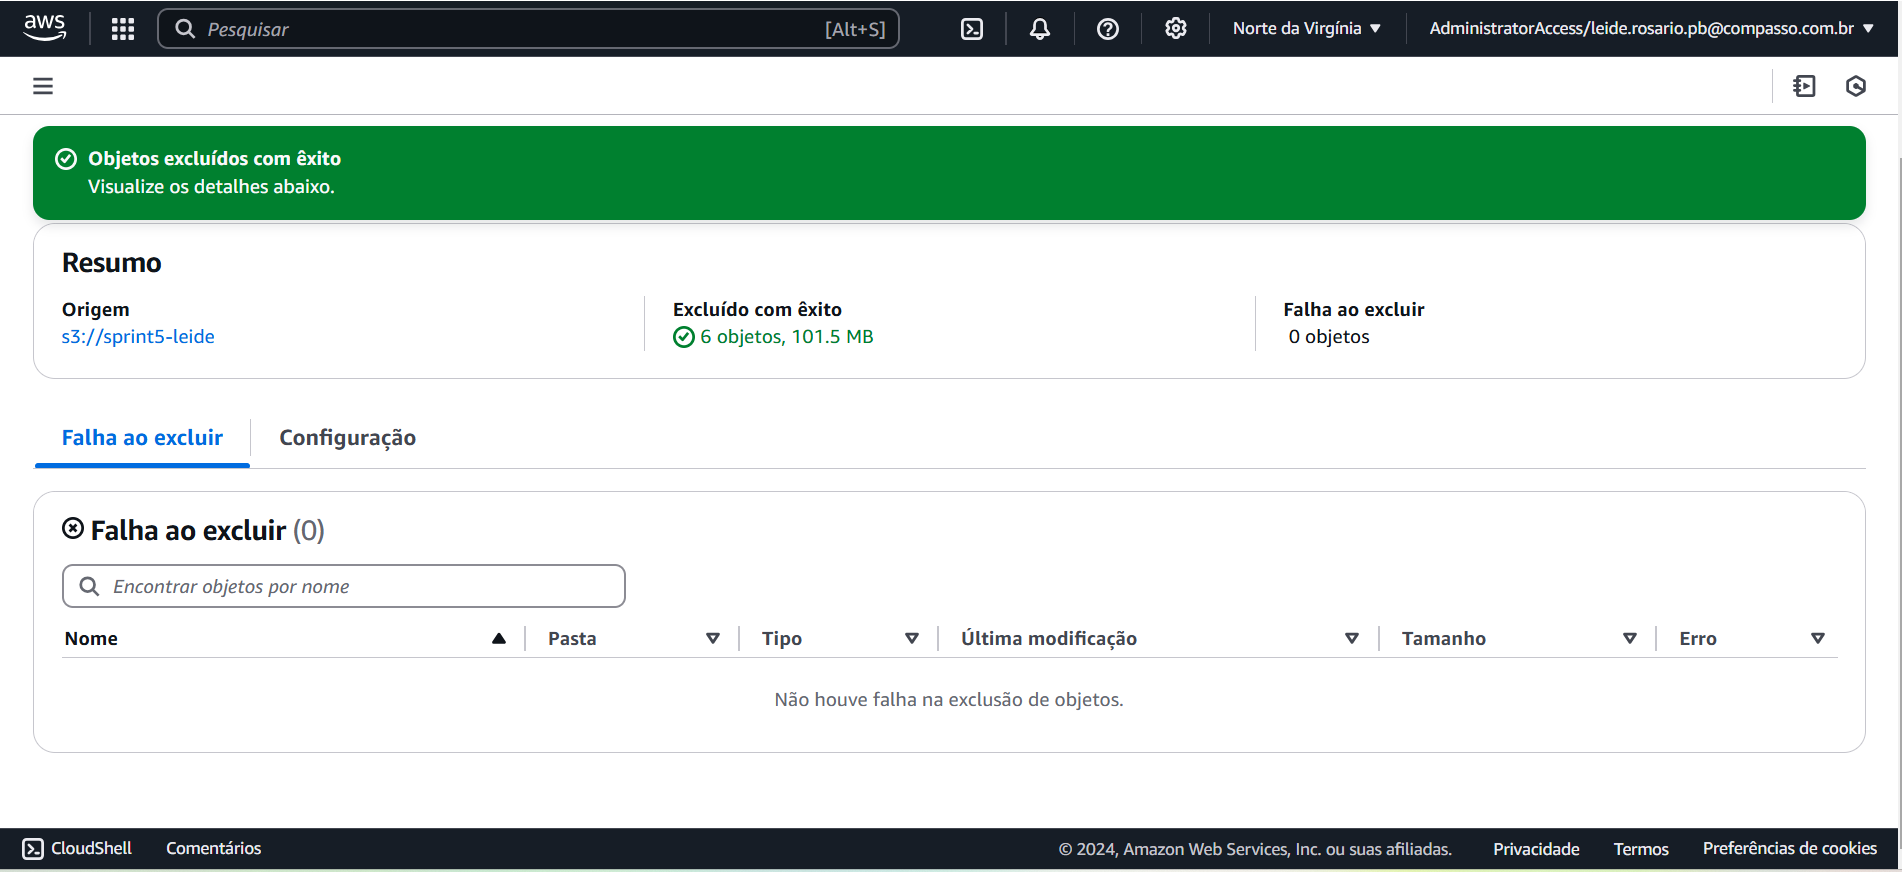 aws
Pesquisar [Alt+S] Norte da Virgínia AdministratorAccess/leide.rosario.pb@compasso.com.br
Objetos excluídos com êxito
Visualize os detalhes abaixo.
Resumo
Origem
s3://sprint5-leide
Excluído com êxito
6 objetos, 101.5 MB
Falha ao excluir
0 objetos
Falha ao excluir Configuração
Falha ao excluir (0)
Encontrar objetos por nome
Nome Pasta Tipo Última modificação Tamanho Erro
Não houve falha na exclusão de objetos.
CloudShell Comentários © 2024, Amazon Web Services, Inc. ou suas afiliadas. Privacidade Termos Preferências de cookies